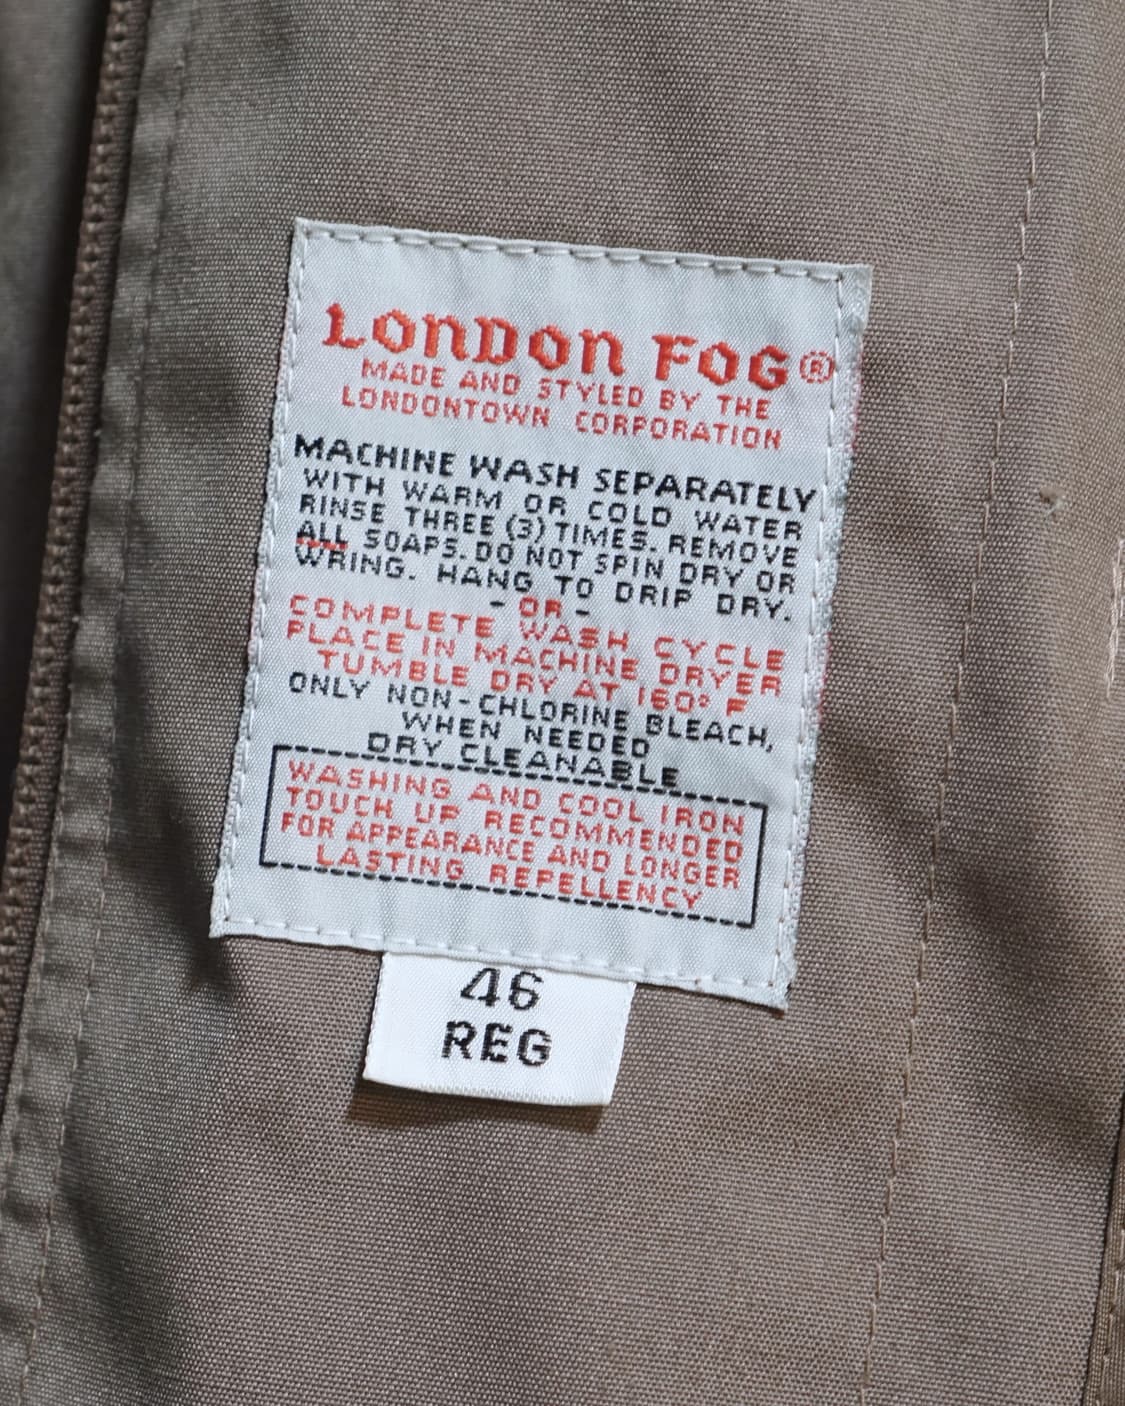 LONDON FOG®
MADE AND STYLED BY THE
LONDONTOWN CORPORATION
MACHINE WASH SEPARATELY
WITH WARM OR COLD WATER
RINSE THREE (3) TIMES. REMOVE
ALL SOAPS. DO NOT SPIN DRY OR
WRING. HANG TO DRIP DRY.
- OR -
COMPLETE WASH CYCLE
PLACE IN MACHINE DRYER
TUMBLE DRY AT 160° F
ONLY NON-CHLORINE BLEACH,
WHEN NEEDED
DRY CLEANABLE
WASHING AND COOL IRON
TOUCH UP RECOMMENDED
FOR APPEARANCE AND LONGER
LASTING REPELLENCY
46
REG